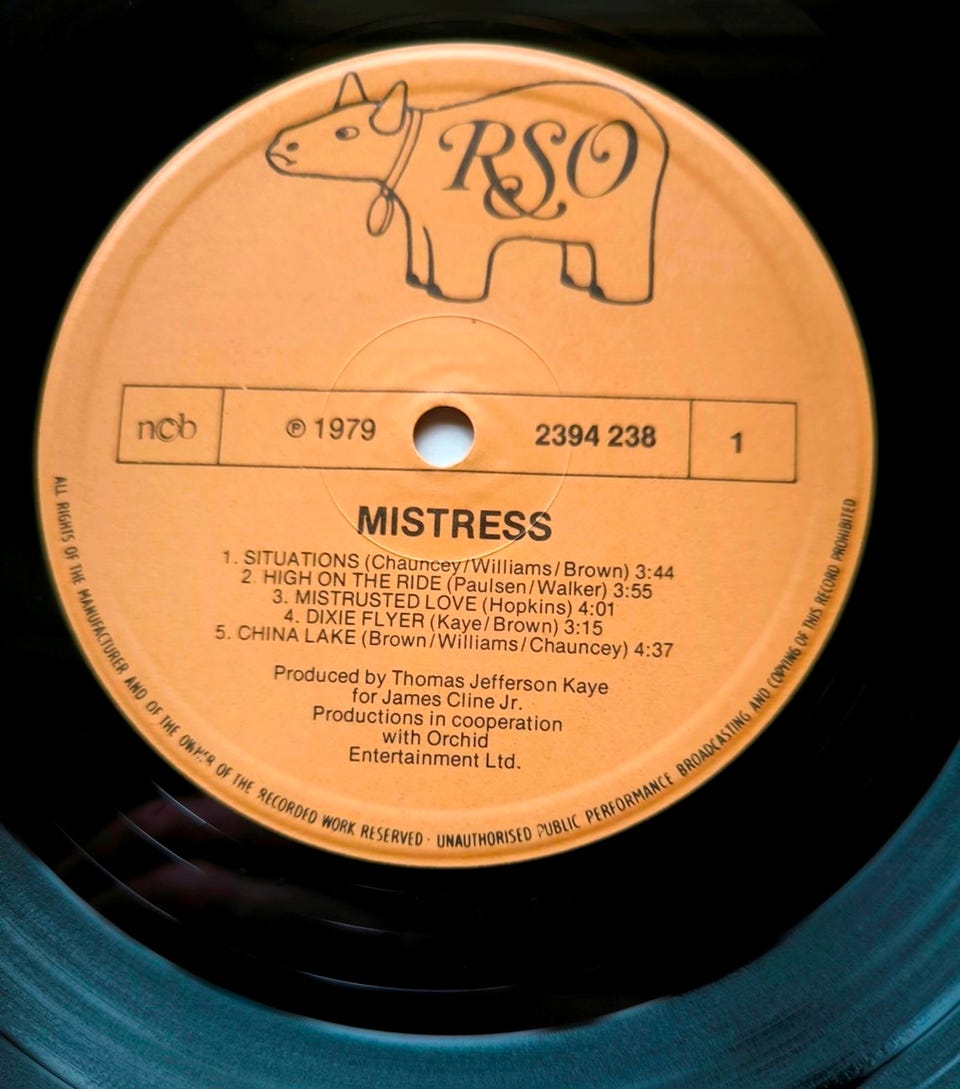 RSO
ncb
℗ 1979
2394 238
1
MISTRESS
1. SITUATIONS (Chauncey/Williams/Brown) 3:44
2. HIGH ON THE RIDE (Paulsen/Walker) 3:55
3. MISTRUSTED LOVE (Hopkins) 4:01
4. DIXIE FLYER (Kaye/Brown) 3:15
5. CHINA LAKE (Brown/Williams/Chauncey) 4:37
Produced by Thomas Jefferson Kaye
for James Cline Jr.
Productions in cooperation
with Orchid
Entertainment Ltd.
ALL RIGHTS OF THE MANUFACTURER AND OF THE OWNER OF THE RECORDED WORK RESERVED · UNAUTHORISED PUBLIC PERFORMANCE BROADCASTING AND COPYING OF THIS RECORD PROHIBITED